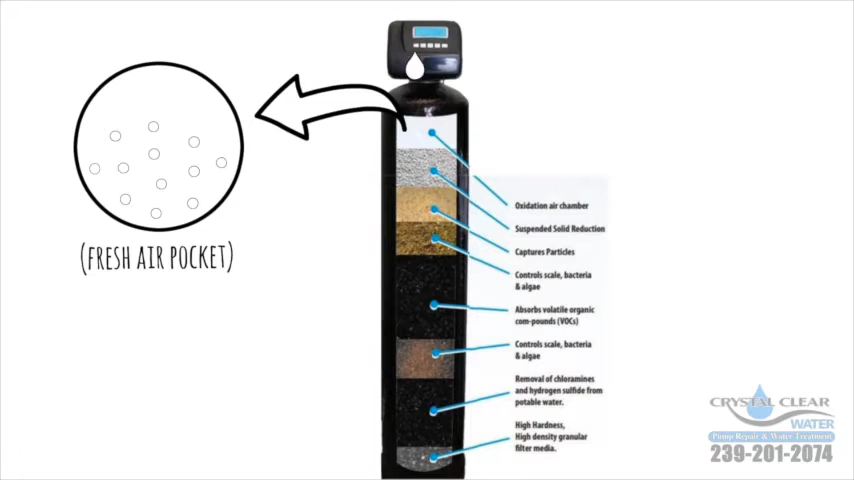 (FRESH AIR POCKET)
Oxidation air chamber
Suspended Solid Reduction
Captures Particles
Controls scale, bacteria
& algae
Absorbs volatile organic
com-pounds (VOCs)
Controls scale, bacteria
& algae
Removal of chloramines
and hydrogen sulfide from
potable water.
High Hardness,
High density granular
filter media.
CRYSTAL CLEAR
WATER
Pump Repair & Water Treatment
239-201-2074